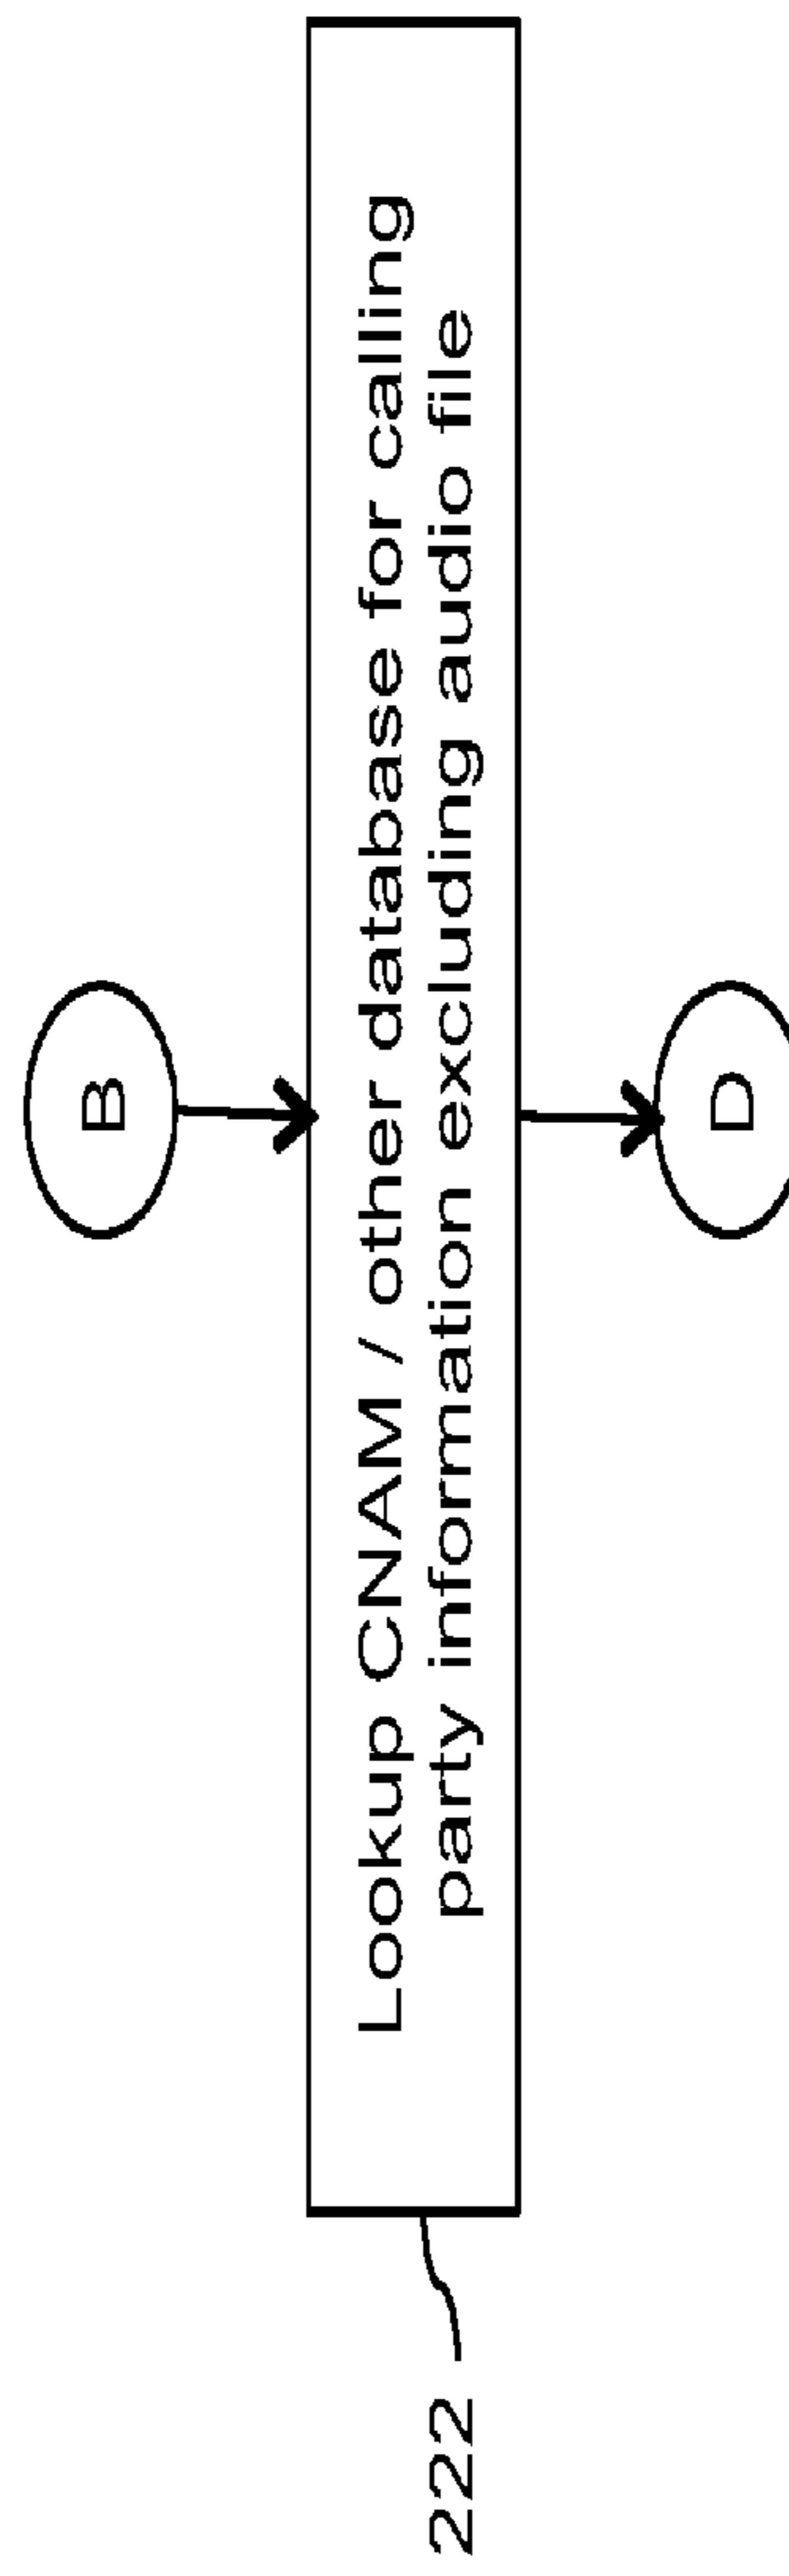 B
Lookup CNAM / other database for calling
party information excluding audio file
222
D